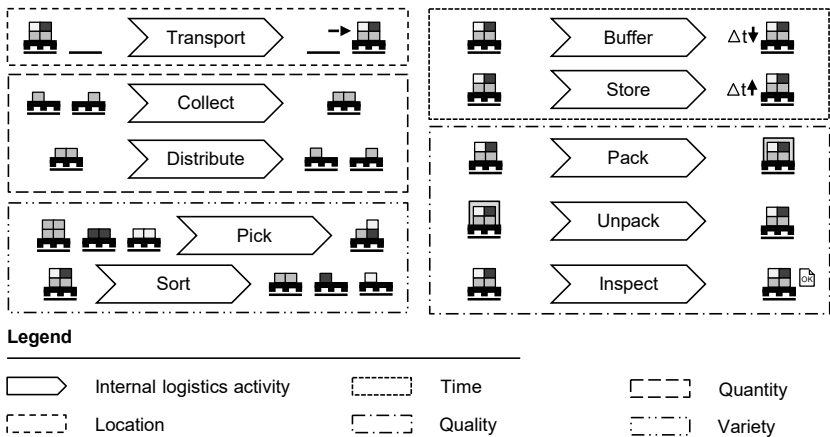 Transport
Collect
Distribute
Pick
Sort
Buffer
Δt
Store
Δt
Pack
Unpack
Inspect
OK
Legend
Internal logistics activity
Time
Quantity
Location
Quality
Variety